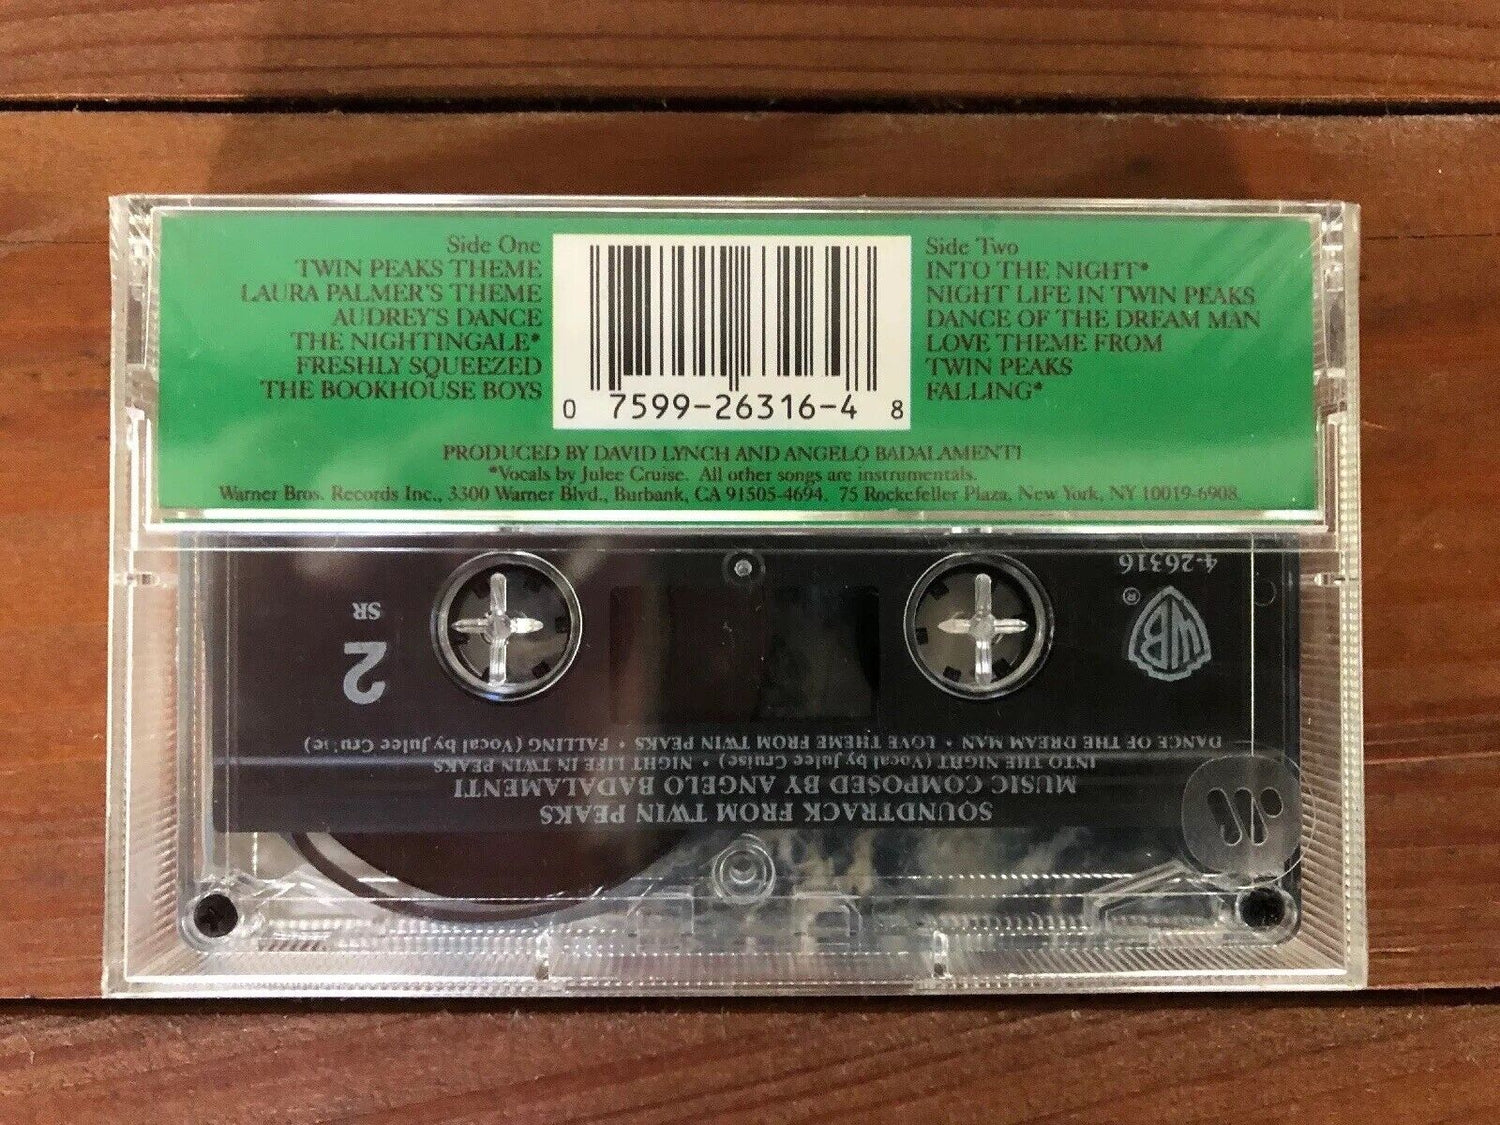 Side One
TWIN PEAKS THEME
LAURA PALMER'S THEME
AUDREY'S DANCE
THE NIGHTINGALE*
FRESHLY SQUEEZED
THE BOOKHOUSE BOYS
0 7599-26316-4 8
Side Two
INTO THE NIGHT*
NIGHT LIFE IN TWIN PEAKS
DANCE OF THE DREAM MAN
LOVE THEME FROM
TWIN PEAKS
FALLING*
PRODUCED BY DAVID LYNCH AND ANGELO BADALAMENTI
*Vocals by Julee Cruise. All other songs are instrumentals.
Warner Bros. Records Inc., 3300 Warner Blvd., Burbank, CA 91505-4694. 75 Rockefeller Plaza, New York, NY 10019-6908.
SOUNDTRACK FROM TWIN PEAKS
MUSIC COMPOSED BY ANGELO BADALAMENTI
INTO THE NIGHT (Vocal by Julee Cruise) • NIGHT LIFE IN TWIN PEAKS
DANCE OF THE DREAM MAN • LOVE THEME FROM TWIN PEAKS • FALLING (Vocal by Julee Cruise)
2
SR
WB ®
4-26316